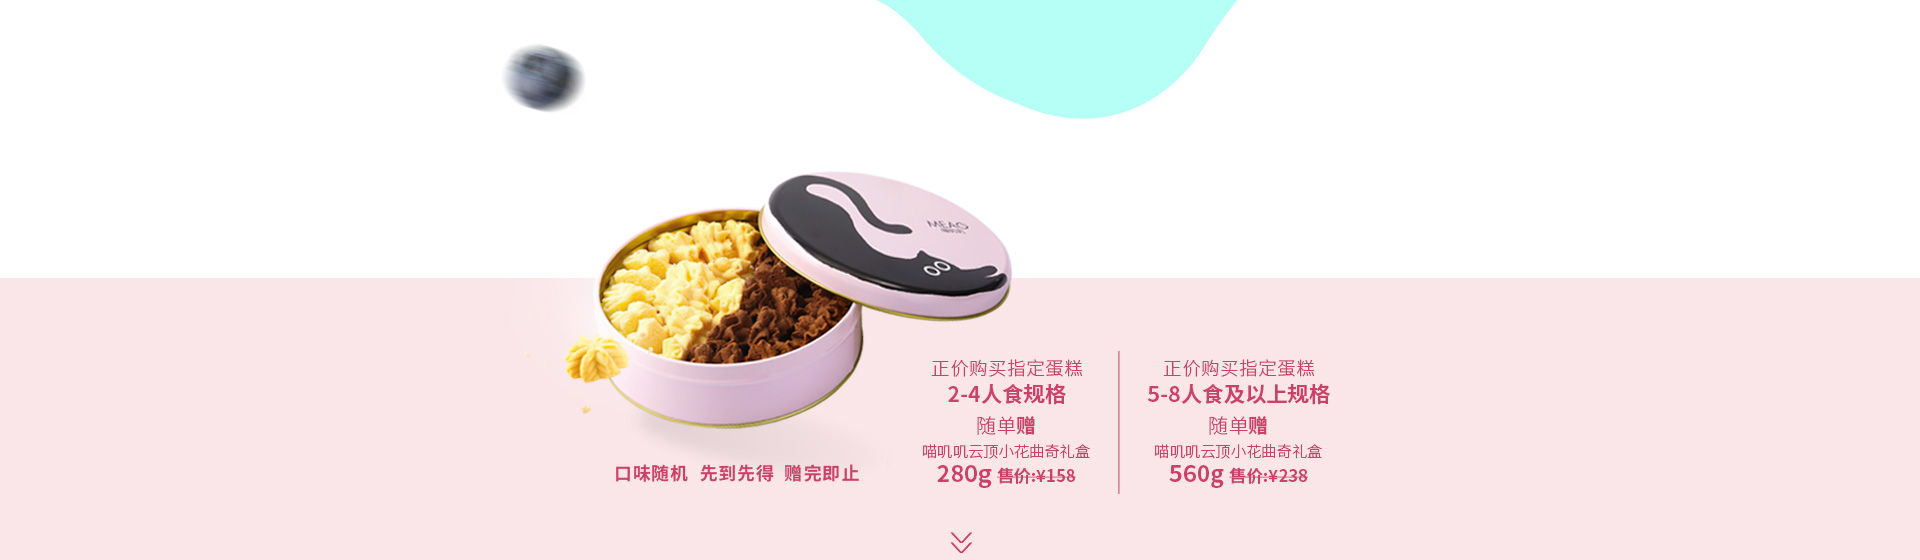 MEAO
正价购买指定蛋糕
2-4人食规格
随单赠
喵叽叽云顶小花曲奇礼盒
280g 售价:¥158
正价购买指定蛋糕
5-8人食及以上规格
随单赠
喵叽叽云顶小花曲奇礼盒
560g 售价:¥238
口味随机 先到先得 赠完即止